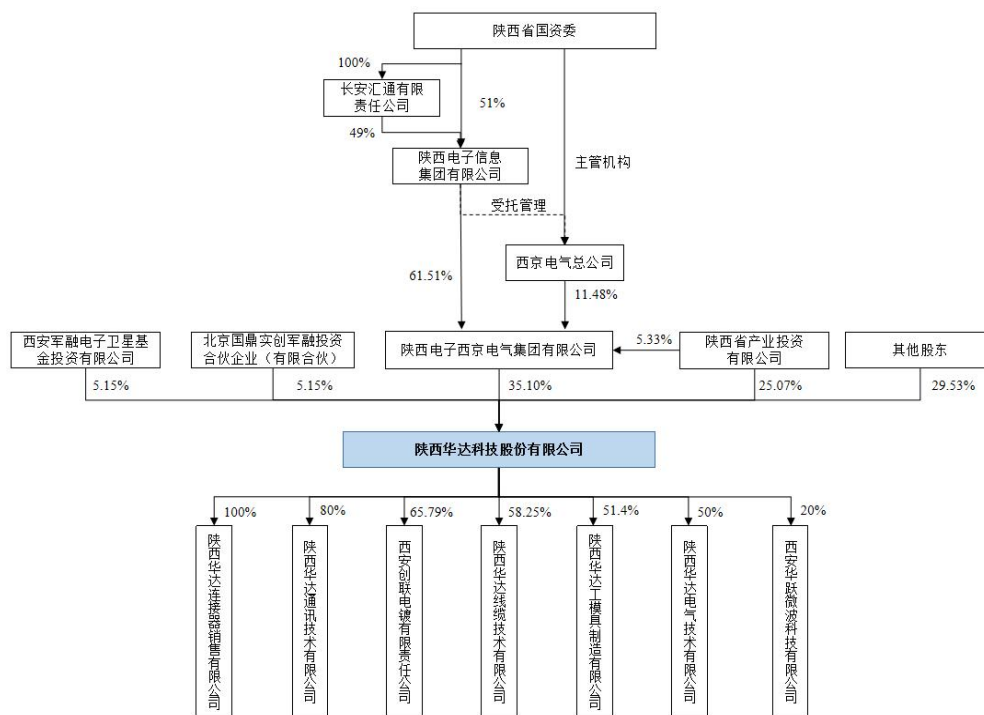 陕西省国资委
100%
长安汇通有限
责任公司
51%
49%
陕西电子信息
集团有限公司
主管机构
受托管理
西京电气总公司
61.51%
11.48%
西安军融电子卫星基
金投资有限公司
北京国鼎实创军融投资
合伙企业（有限合伙）
陕西电子西京电气集团有限公司
5.33%
陕西省产业投资
有限公司
其他股东
5.15%
5.15%
35.10%
25.07%
29.53%
陕西华达科技股份有限公司
100%
80%
65.79%
58.25%
51.4%
50%
20%
陕西华达连接器销售有限公司
陕西华达通讯技术有限公司
西安创联电镀有限责任公司
陕西华达线缆技术有限公司
陕西华达工模具制造有限公司
陕西华达电气技术有限公司
西安华跃微波科技有限公司